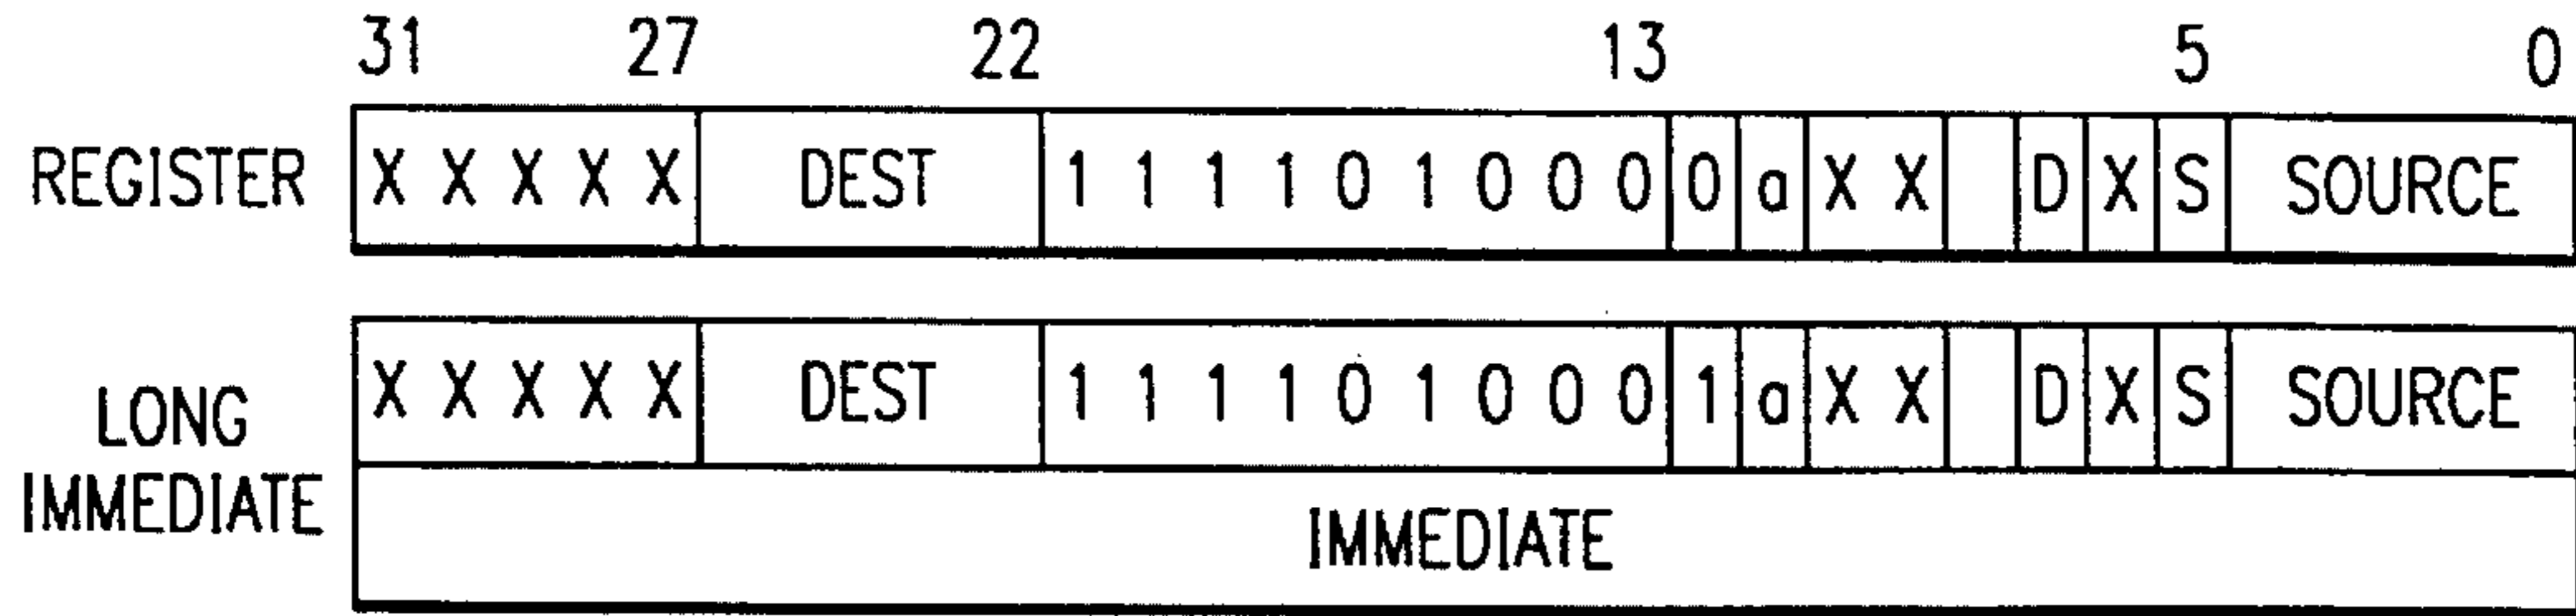 31 27 22 13 5 0
REGISTER X X X X X DEST 1 1 1 1 0 1 0 0 0 0 a X X D X S SOURCE
LONG IMMEDIATE X X X X X DEST 1 1 1 1 0 1 0 0 0 1 a X X D X S SOURCE
IMMEDIATE